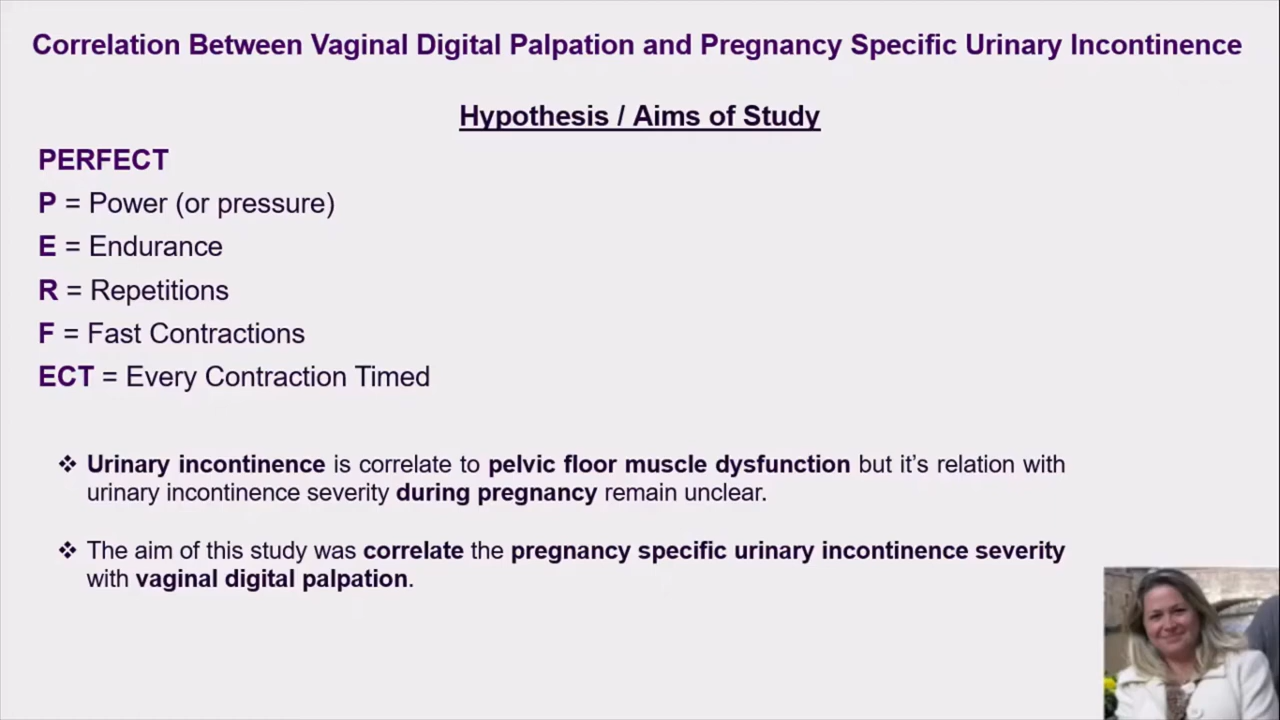 Correlation Between Vaginal Digital Palpation and Pregnancy Specific Urinary Incontinence
Hypothesis / Aims of Study
PERFECT
P = Power (or pressure)
E = Endurance
R = Repetitions
F = Fast Contractions
ECT = Every Contraction Timed
❖ Urinary incontinence is correlate to pelvic floor muscle dysfunction but it’s relation with
urinary incontinence severity during pregnancy remain unclear.
❖ The aim of this study was correlate the pregnancy specific urinary incontinence severity
with vaginal digital palpation.